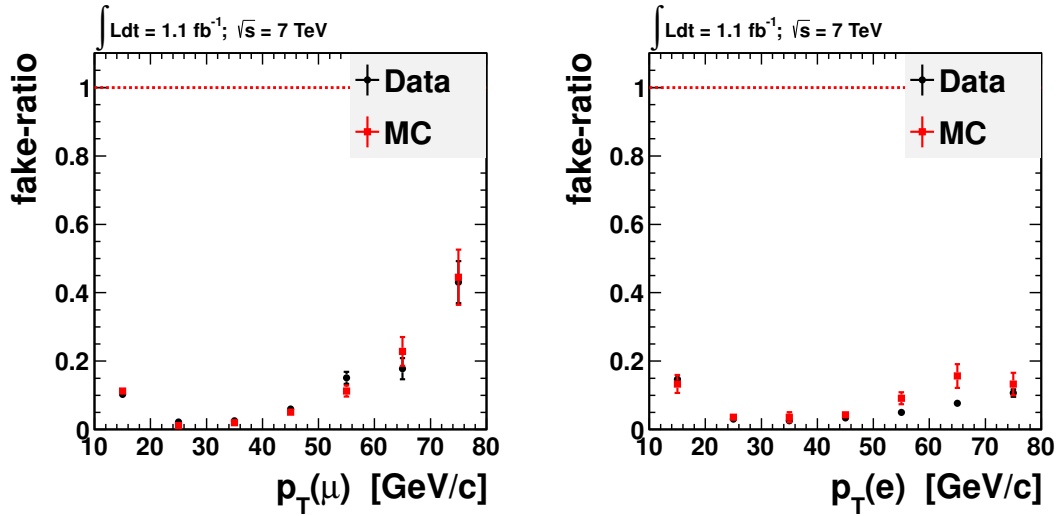 ∫ Ldt = 1.1 fb⁻¹; √s = 7 TeV
fake-ratio
1
0.8
0.6
0.4
0.2
0
Data
MC
10 20 30 40 50 60 70 80
p_T(μ) [GeV/c]
∫ Ldt = 1.1 fb⁻¹; √s = 7 TeV
fake-ratio
1
0.8
0.6
0.4
0.2
0
Data
MC
10 20 30 40 50 60 70 80
p_T(e) [GeV/c]